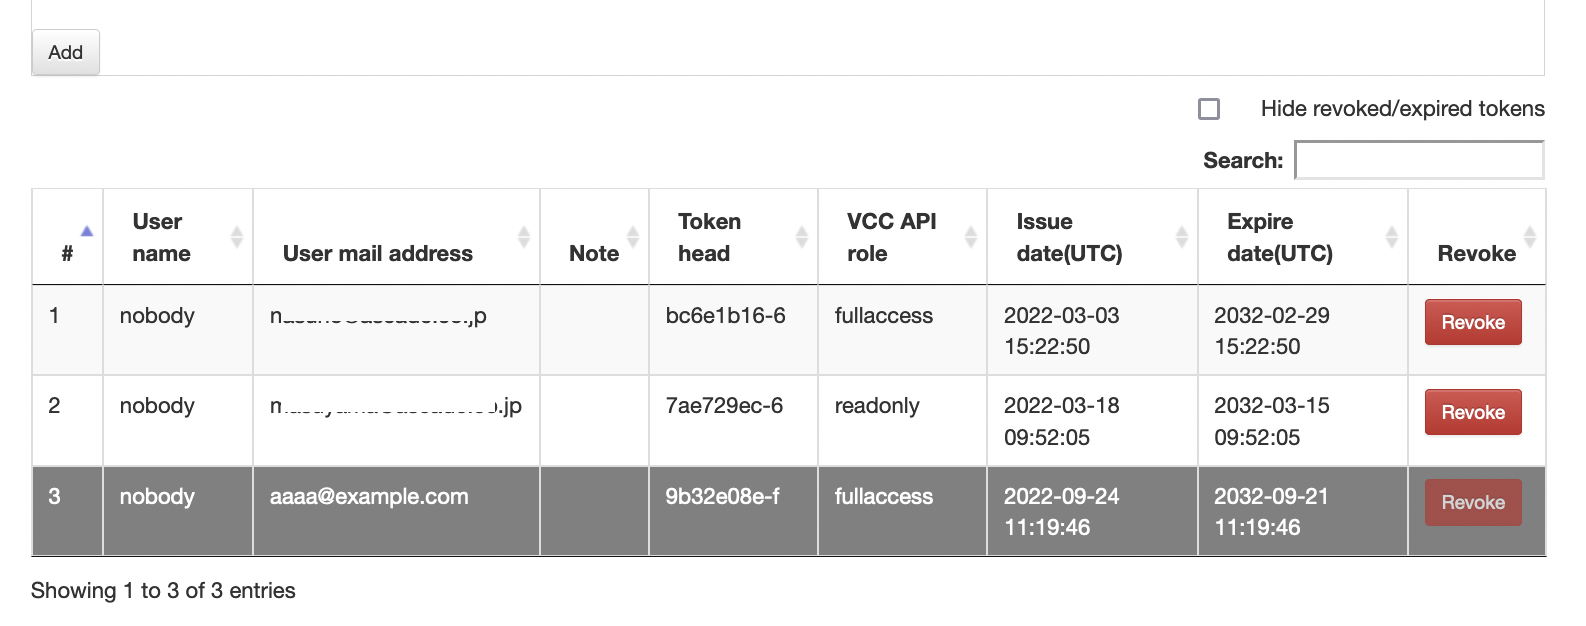 Add
Hide revoked/expired tokens
Search:
# User name User mail address Note Token head VCC API role Issue date(UTC) Expire date(UTC) Revoke
1 nobody bc6e1b16-6 fullaccess 2022-03-03 15:22:50 2032-02-29 15:22:50 Revoke
2 nobody 7ae729ec-6 readonly 2022-03-18 09:52:05 2032-03-15 09:52:05 Revoke
3 nobody aaaa@example.com 9b32e08e-f fullaccess 2022-09-24 11:19:46 2032-09-21 11:19:46 Revoke
Showing 1 to 3 of 3 entries